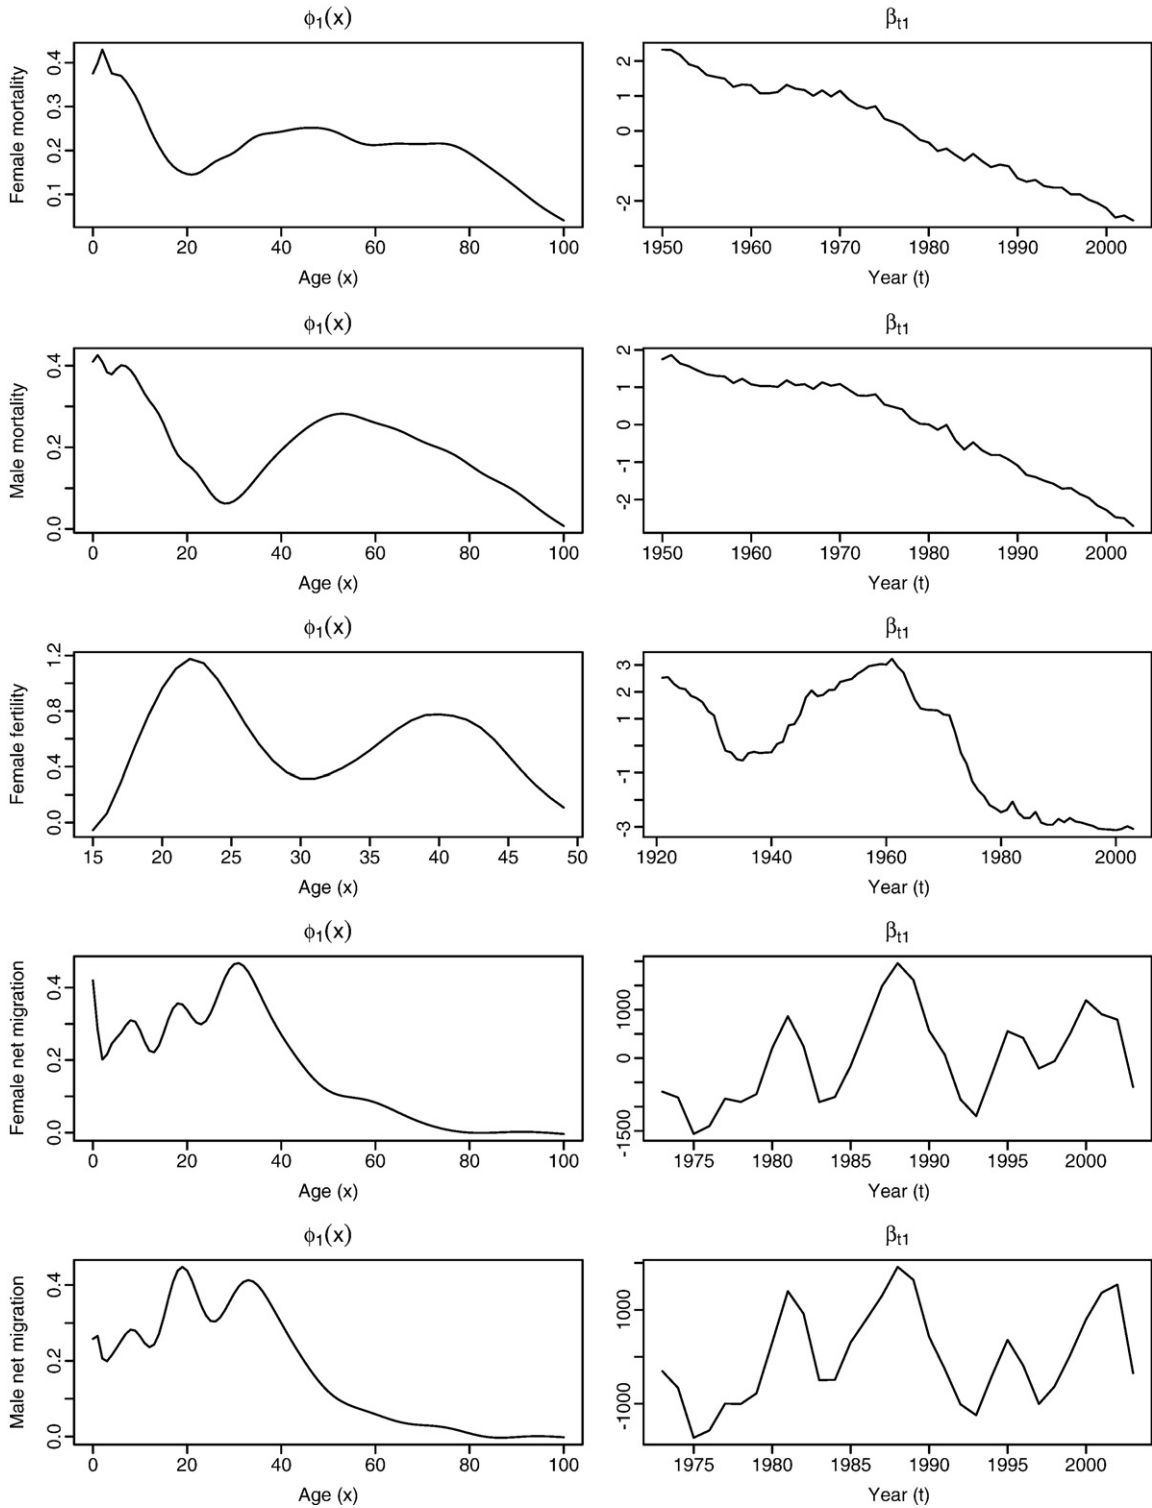 ϕ1(x)
βt1
Female mortality
0.1 0.2 0.3 0.4
-2 0 1 2
0 20 40 60 80 100
1950 1960 1970 1980 1990 2000
Age (x)
Year (t)
ϕ1(x)
βt1
Male mortality
0.0 0.2 0.4
-2 -1 0 1 2
0 20 40 60 80 100
1950 1960 1970 1980 1990 2000
Age (x)
Year (t)
ϕ1(x)
βt1
Female fertility
0.0 0.4 0.8 1.2
-3 -1 1 2 3
15 20 25 30 35 40 45 50
1920 1940 1960 1980 2000
Age (x)
Year (t)
ϕ1(x)
βt1
Female net migration
0.0 0.2 0.4
-1500 0 1000
0 20 40 60 80 100
1975 1980 1985 1990 1995 2000
Age (x)
Year (t)
ϕ1(x)
βt1
Male net migration
0.0 0.2 0.4
-1000 1000
0 20 40 60 80 100
1975 1980 1985 1990 1995 2000
Age (x)
Year (t)